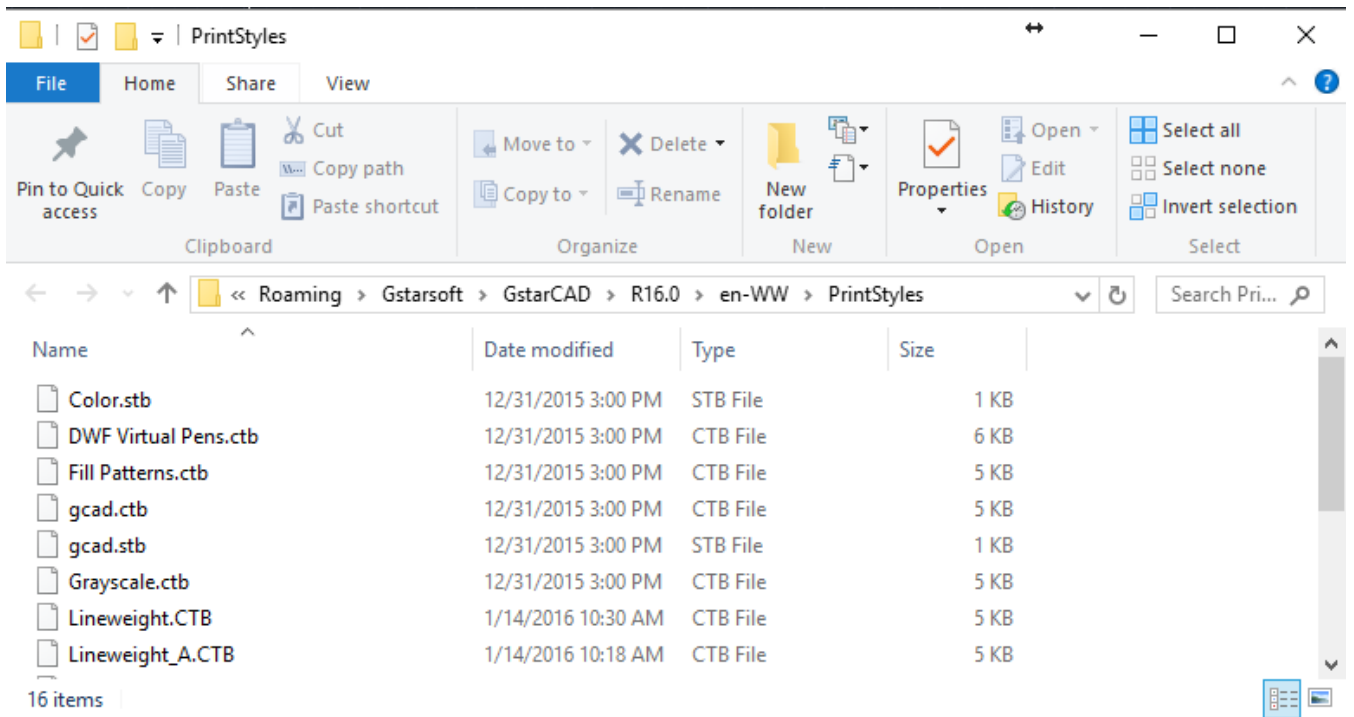 PrintStyles
File Home Share View
Pin to Quick access
Copy
Paste
Cut
Copy path
Paste shortcut
Clipboard
Move to
Copy to
Delete
Rename
Organize
New folder
New
Properties
Open
Edit
History
Open
Select all
Select none
Invert selection
Select
« Roaming > Gstarsoft > GstarCAD > R16.0 > en-WW > PrintStyles Search Pri...
Name Date modified Type Size
Color.stb 12/31/2015 3:00 PM STB File 1 KB
DWF Virtual Pens.ctb 12/31/2015 3:00 PM CTB File 6 KB
Fill Patterns.ctb 12/31/2015 3:00 PM CTB File 5 KB
gcad.ctb 12/31/2015 3:00 PM CTB File 5 KB
gcad.stb 12/31/2015 3:00 PM STB File 1 KB
Grayscale.ctb 12/31/2015 3:00 PM CTB File 5 KB
Lineweight.CTB 1/14/2016 10:30 AM CTB File 5 KB
Lineweight_A.CTB 1/14/2016 10:18 AM CTB File 5 KB
16 items